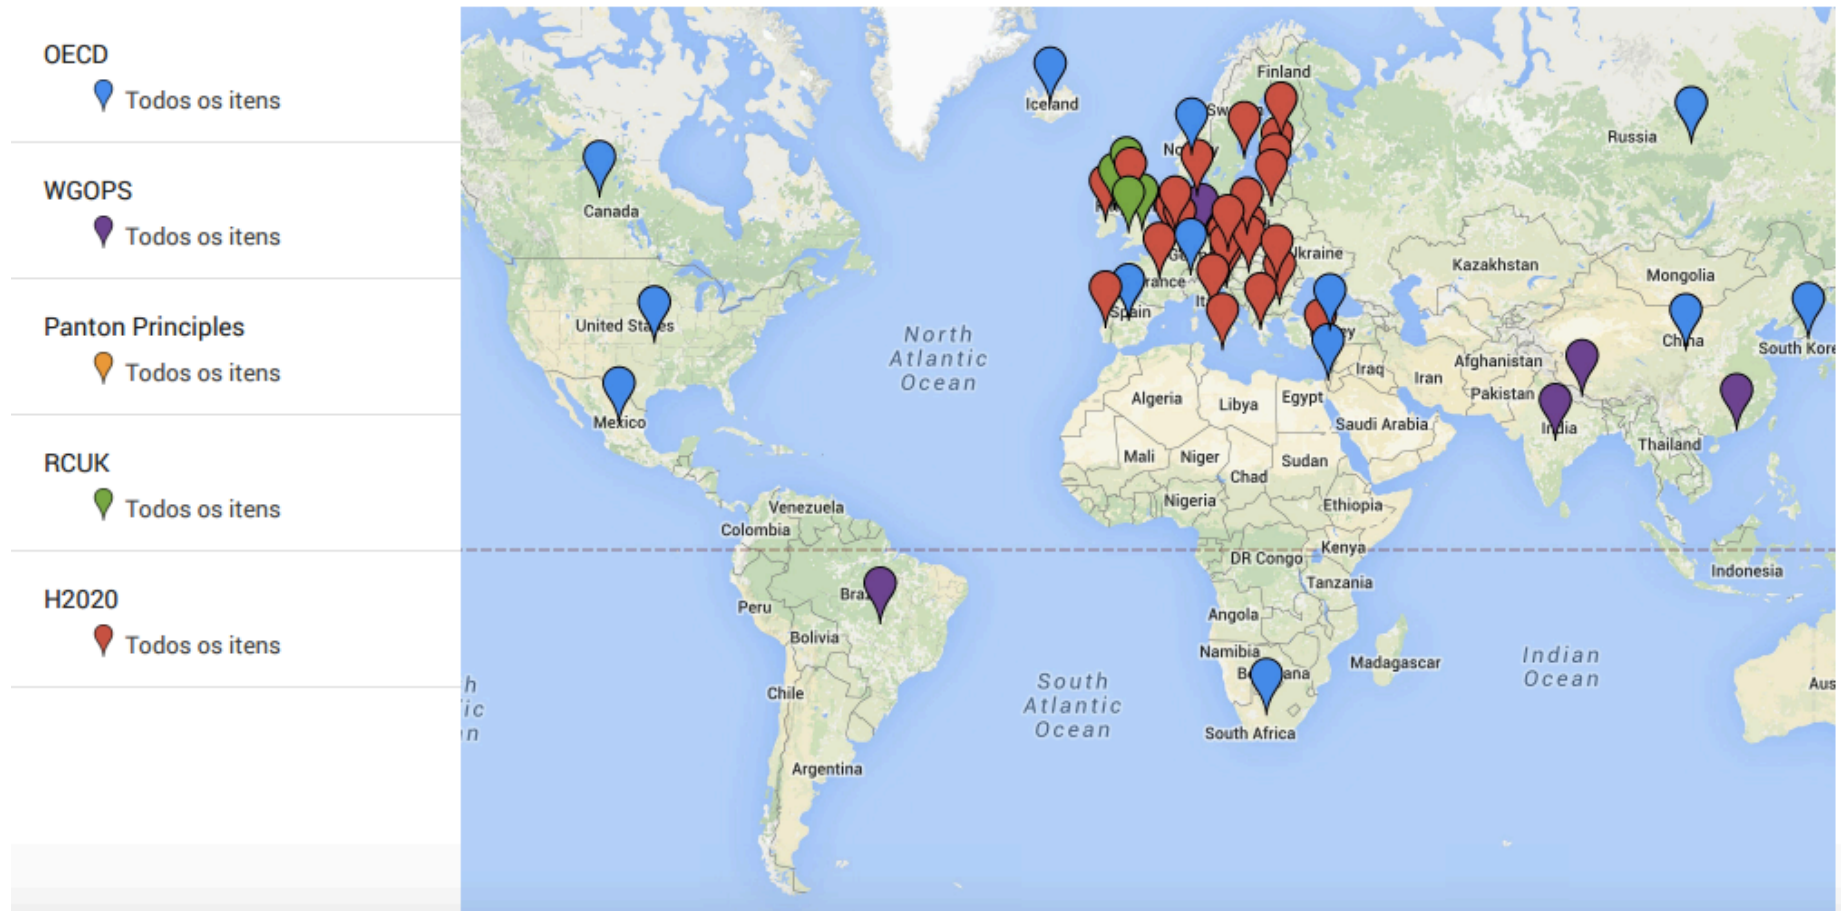 OECD
Todos os itens
WGOPS
Todos os itens
Panton Principles
Todos os itens
RCUK
Todos os itens
H2020
Todos os itens
Finland
Iceland
Russia
Canada
Ukraine
Kazakhstan
Mongolia
United States
Spain
North
Atlantic
Ocean
China
South Kore
Afghanistan
Iraq
Iran
Pakistan
Algeria
Libya
Egypt
Saudi Arabia
Mexico
India
Thailand
Mali
Niger
Chad
Sudan
Nigeria
Ethiopia
Venezuela
Colombia
DR Congo
Kenya
Indonesia
Tanzania
Peru
Angola
Bolivia
Namibia
Madagascar
Indian
Ocean
Chile
South
Atlantic
Ocean
Aus
South Africa
Argentina